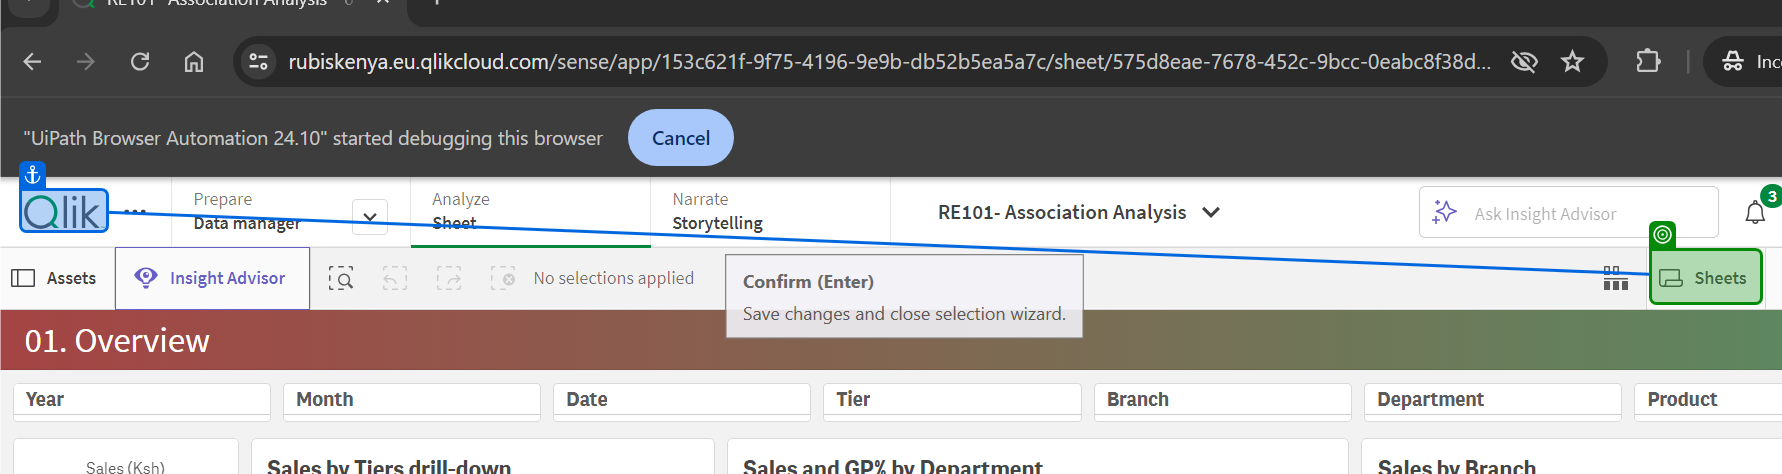 RE101- Association Analysis
rubiskenya.eu.qlikcloud.com/sense/app/153c621f-9f75-4196-9e9b-db52b5ea5a7c/sheet/575d8eae-7678-452c-9bcc-0eabc8f38d...
"UiPath Browser Automation 24.10" started debugging this browser
Cancel
Qlik
Prepare
Data manager
Analyze
Sheet
Narrate
Storytelling
RE101- Association Analysis
Ask Insight Advisor
3
Assets
Insight Advisor
No selections applied
Confirm (Enter)
Save changes and close selection wizard.
Sheets
01. Overview
Year
Month
Date
Tier
Branch
Department
Product
Sales (Ksh)
Sales by Tiers drill-down
Sales and GP% by Department
Sales by Branch